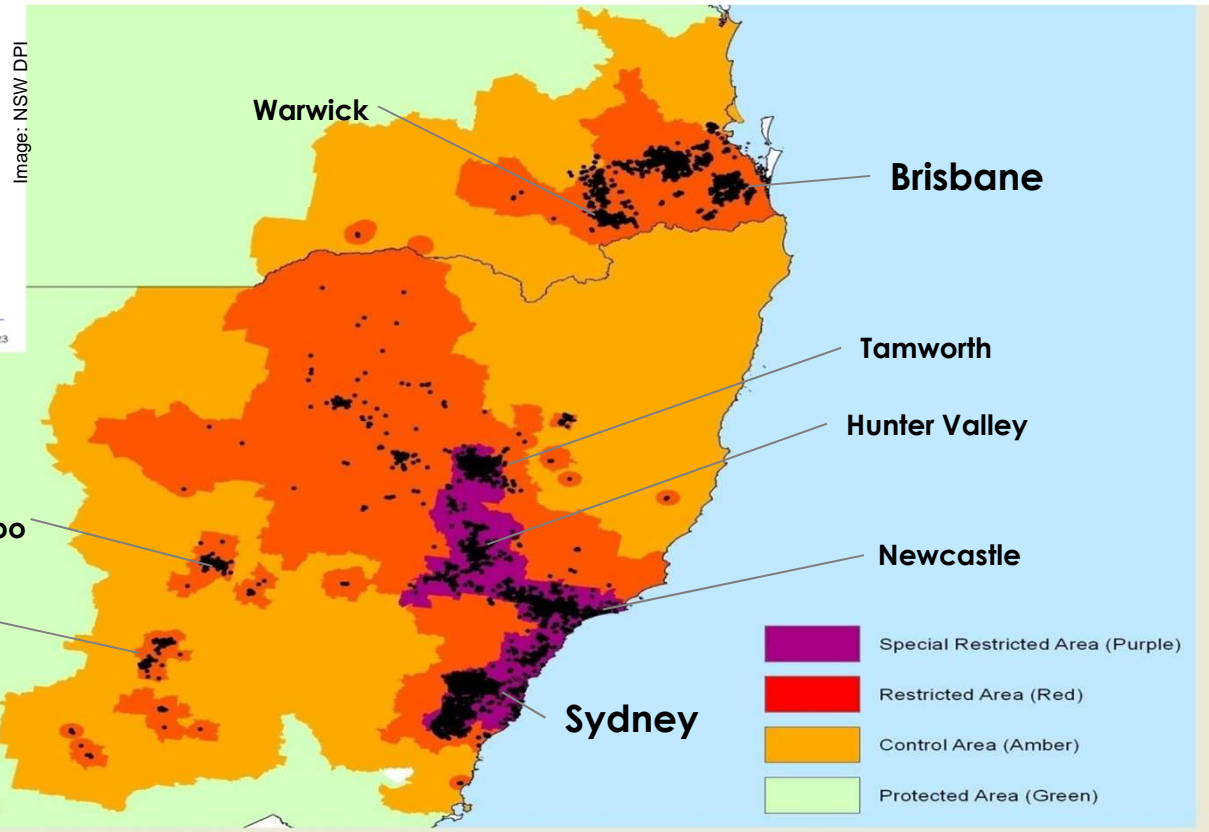 Image: NSW DPI
Warwick
Brisbane
Tamworth
Hunter Valley
Newcastle
Sydney
Special Restricted Area (Purple)
Restricted Area (Red)
Control Area (Amber)
Protected Area (Green)